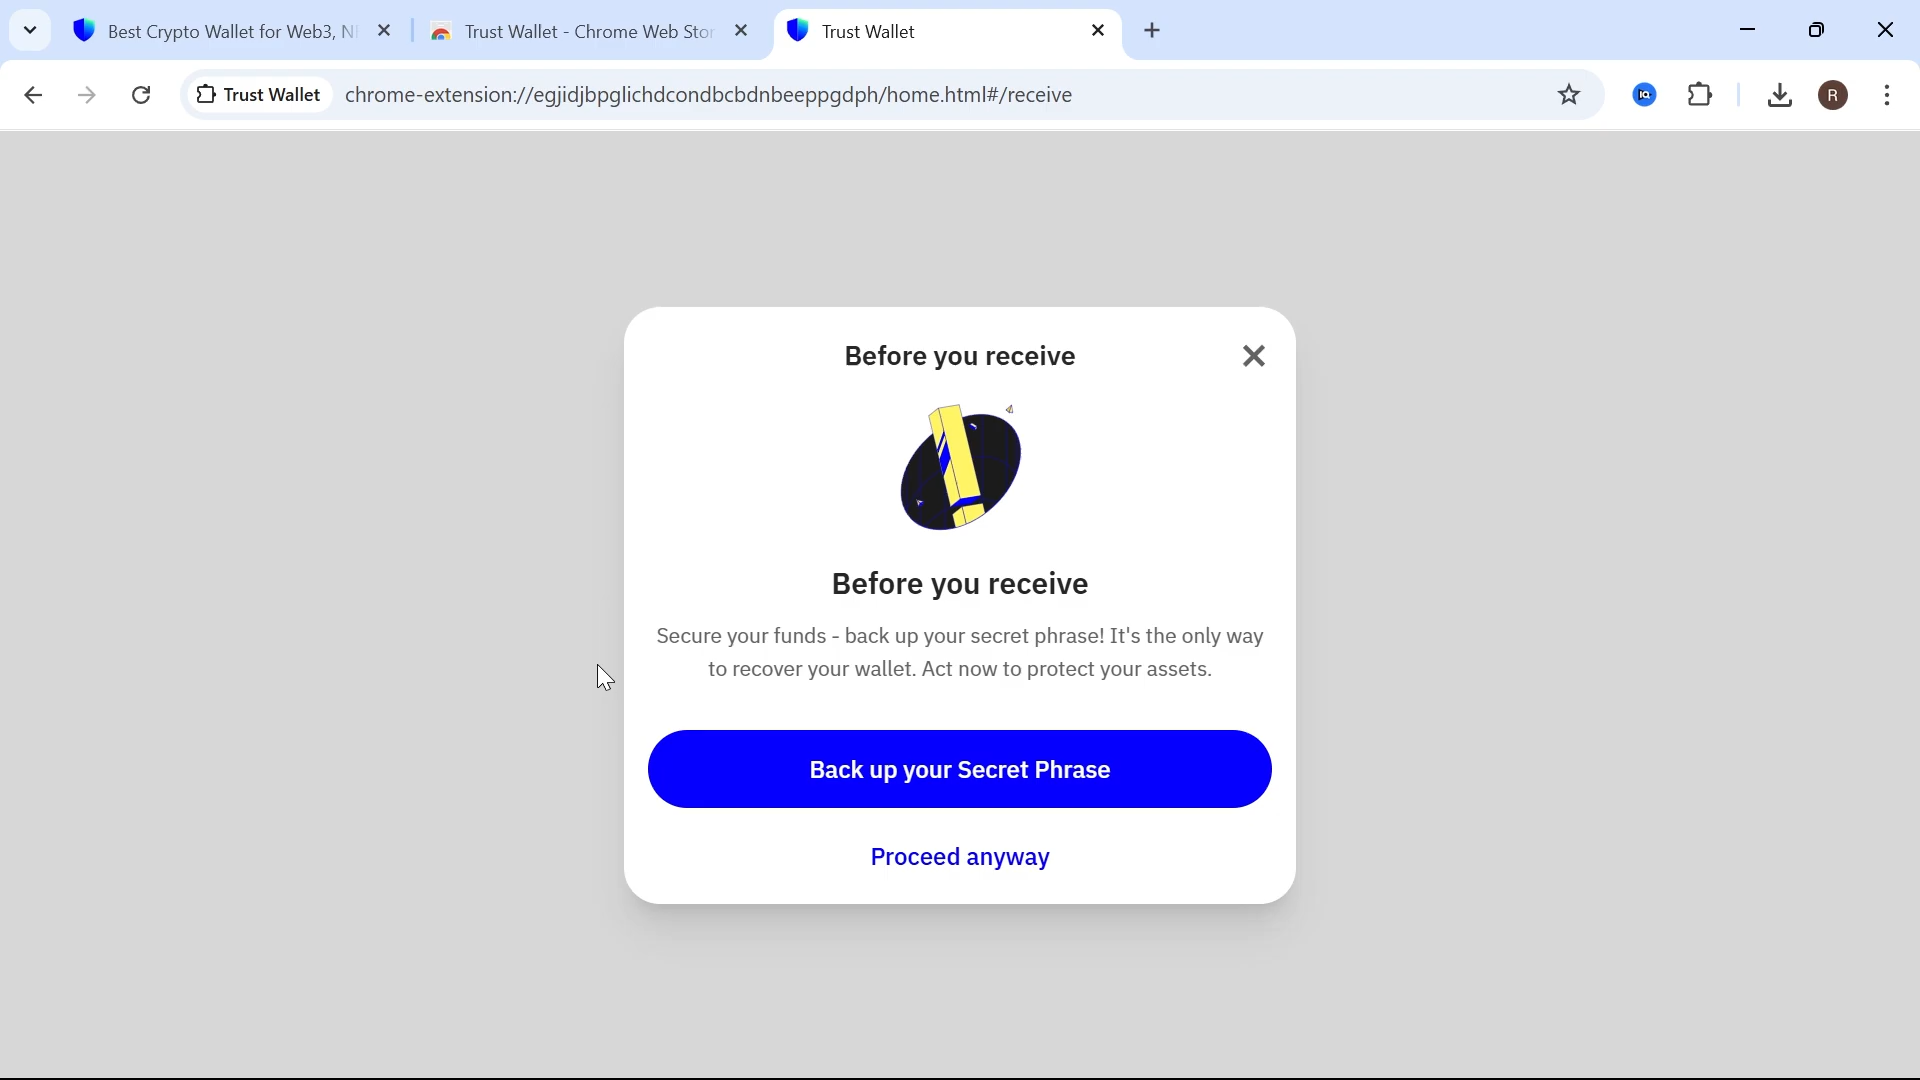 Best Crypto Wallet for Web3, N
Trust Wallet - Chrome Web Stor
Trust Wallet
Trust Wallet
chrome-extension://egjidjbpglichdcondbcbdnbeeppgdph/home.html#/receive
R
Before you receive
Before you receive
Secure your funds - back up your secret phrase! It's the only way
to recover your wallet. Act now to protect your assets.
Back up your Secret Phrase
Proceed anyway